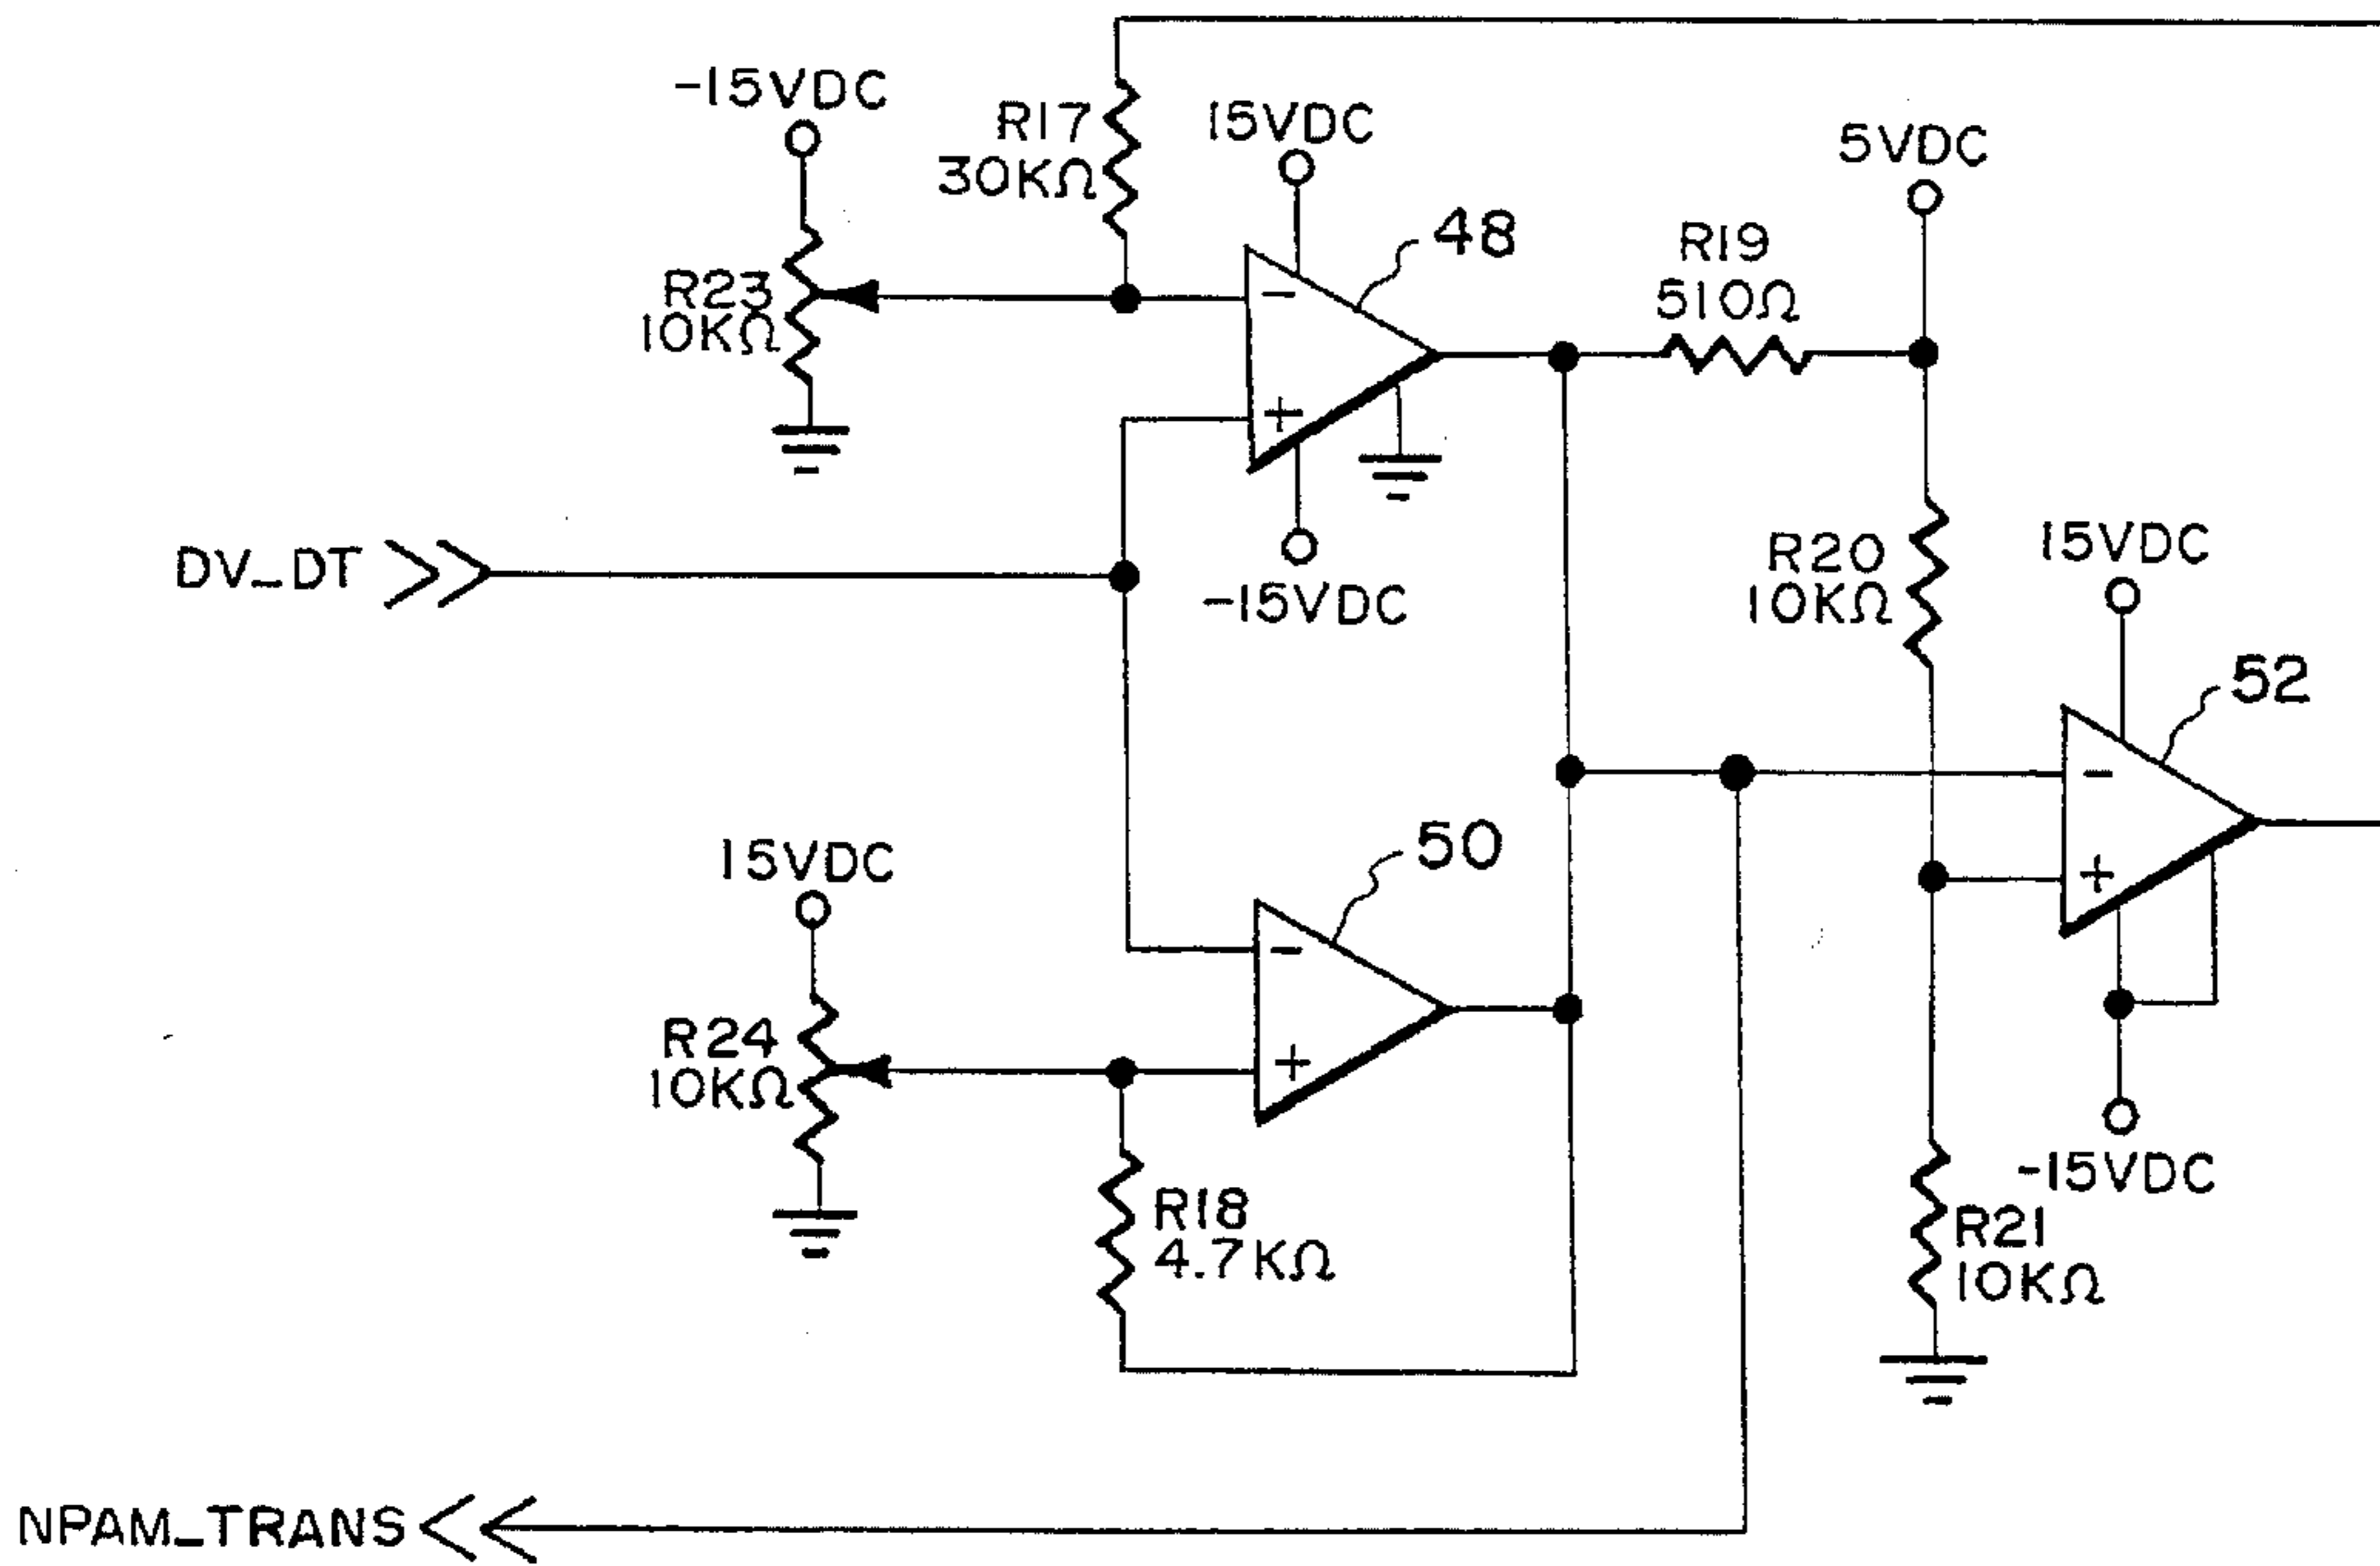 -15VDC
R17
30KΩ
15VDC
48
5VDC
R19
510Ω
R23
10KΩ
-
+
DV_DT
-15VDC
R20
10KΩ
15VDC
52
-
+
15VDC
50
-
+
R24
10KΩ
R18
4.7KΩ
-15VDC
R21
10KΩ
NPAM_TRANS